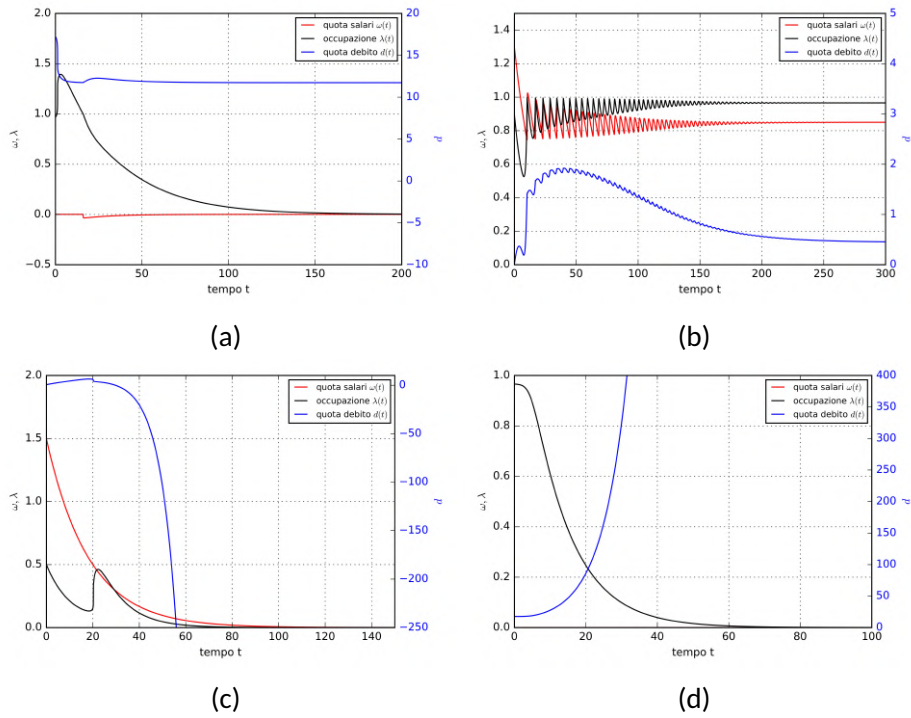 2.0 20
quota salari ω(t)
occupazione λ(t)
quota debito d(t)
1.5 15
1.0 10
ω, λ
0.5 5
d
0.0 0
−5
−0.5 −10
0 50 100 150 200
tempo t
(a)
1.4 5
quota salari ω(t)
occupazione λ(t)
quota debito d(t)
1.2
4
1.0
0.8 3
ω, λ
d
0.6 2
0.4
1
0.2
0.0 0
0 50 100 150 200 250 300
tempo t
(b)
2.0
quota salari ω(t)
occupazione λ(t)
quota debito d(t)
0
1.5
−50
1.0 −100
ω, λ
d
−150
0.5
−200
0.0 −250
0 20 40 60 80 100 120 140
tempo t
(c)
1.0 400
quota salari ω(t)
occupazione λ(t)
quota debito d(t)
350
0.8
300
0.6 250
ω, λ
200
d
0.4 150
100
0.2
50
0.0 0
0 20 40 60 80 100
tempo t
(d)